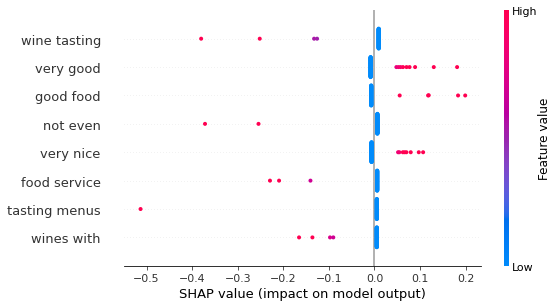 High
wine tasting
very good
good food
not even
very nice
food service
tasting menus
wines with
Low
Feature value
−0.5 −0.4 −0.3 −0.2 −0.1 0.0 0.1 0.2
SHAP value (impact on model output)